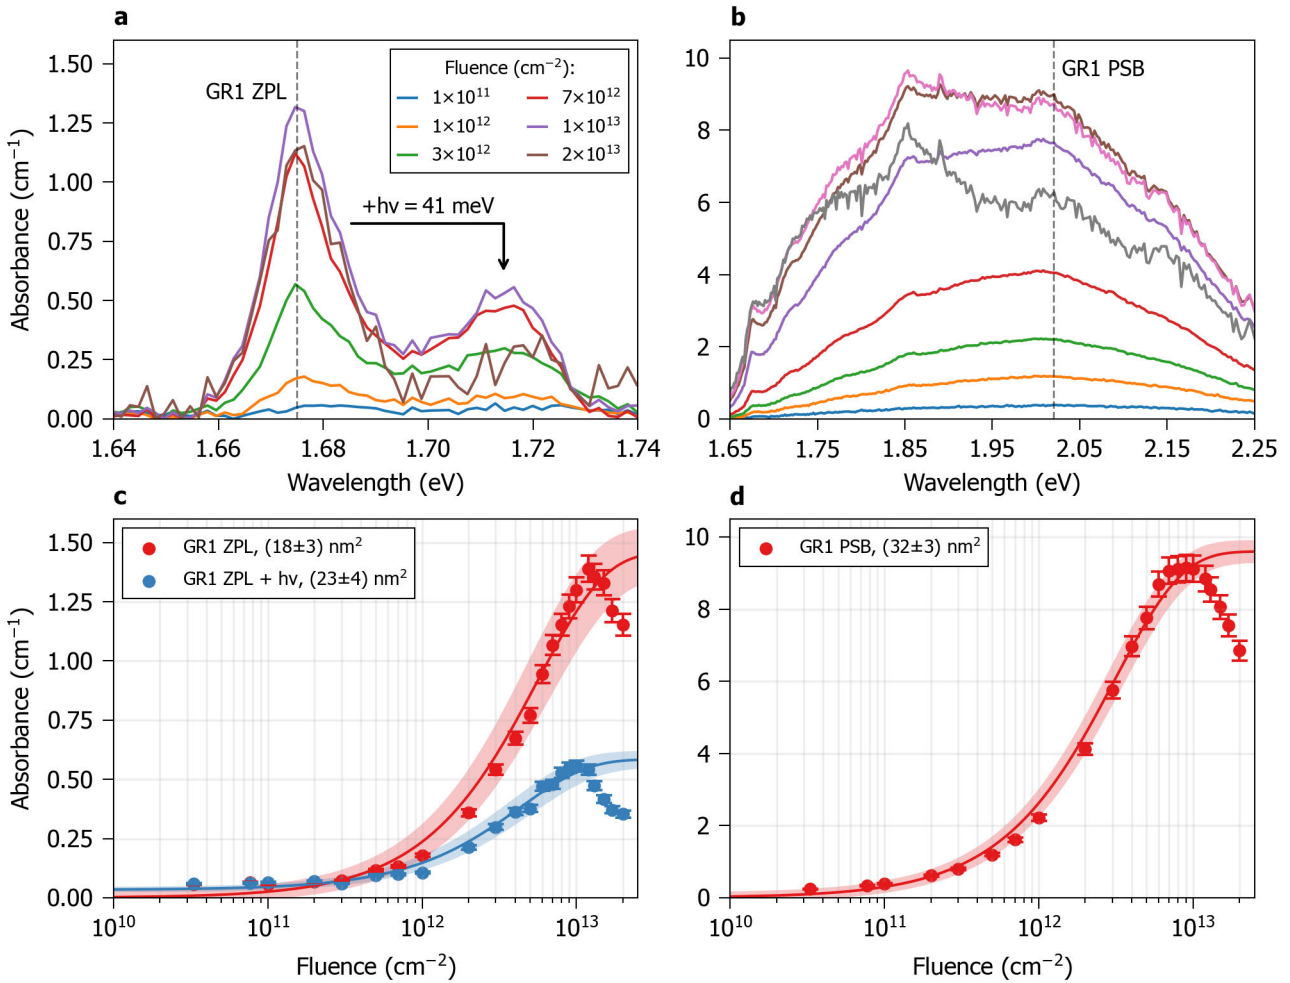 a
1.50
1.25
1.00
0.75
0.50
0.25
0.00
Absorbance (cm⁻¹)
GR1 ZPL
Fluence (cm⁻²):
1×10¹¹
1×10¹²
3×10¹²
7×10¹²
1×10¹³
2×10¹³
+hν = 41 meV
1.64 1.66 1.68 1.70 1.72 1.74
Wavelength (eV)
b
10
8
6
4
2
0
GR1 PSB
1.65 1.75 1.85 1.95 2.05 2.15 2.25
Wavelength (eV)
c
1.50
1.25
1.00
0.75
0.50
0.25
0.00
Absorbance (cm⁻¹)
GR1 ZPL, (18±3) nm²
GR1 ZPL + hν, (23±4) nm²
10¹⁰ 10¹¹ 10¹² 10¹³
Fluence (cm⁻²)
d
10
8
6
4
2
0
GR1 PSB, (32±3) nm²
10¹⁰ 10¹¹ 10¹² 10¹³
Fluence (cm⁻²)